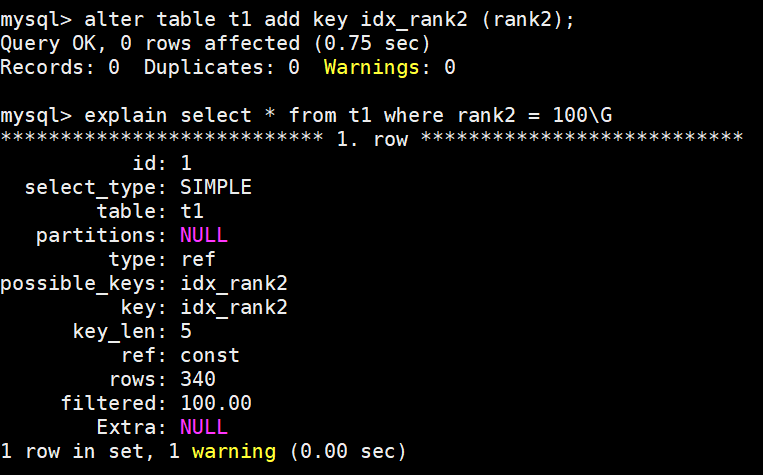 mysql> alter table t1 add key idx_rank2 (rank2);
Query OK, 0 rows affected (0.75 sec)
Records: 0  Duplicates: 0  Warnings: 0

mysql> explain select * from t1 where rank2 = 100\G
*************************** 1. row ***************************
           id: 1
  select_type: SIMPLE
        table: t1
   partitions: NULL
         type: ref
possible_keys: idx_rank2
          key: idx_rank2
      key_len: 5
          ref: const
         rows: 340
     filtered: 100.00
        Extra: NULL
1 row in set, 1 warning (0.00 sec)